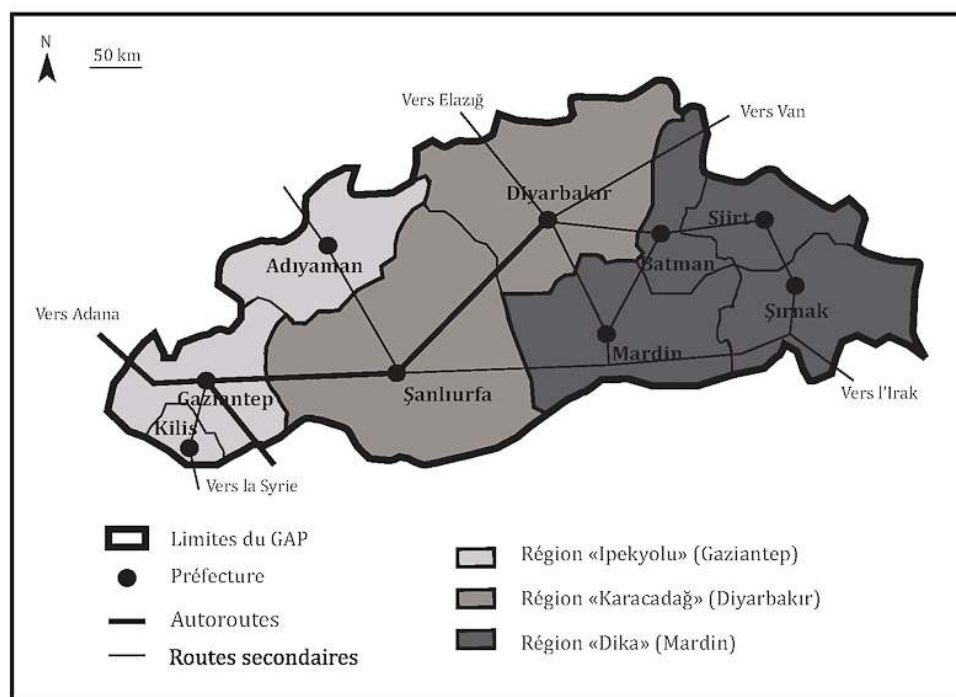 N
50 km
Vers Elazığ
Vers Van
Diyarbakır
Siirt
Adıyaman
Batman
Şırnak
Vers Adana
Mardin
Gaziantep
Şanlıurfa
Vers l'Irak
Kilis
Vers la Syrie
Limites du GAP
Préfecture
Autoroutes
Routes secondaires
Région «Ipekyolu» (Gaziantep)
Région «Karacadağ» (Diyarbakır)
Région «Dika» (Mardin)